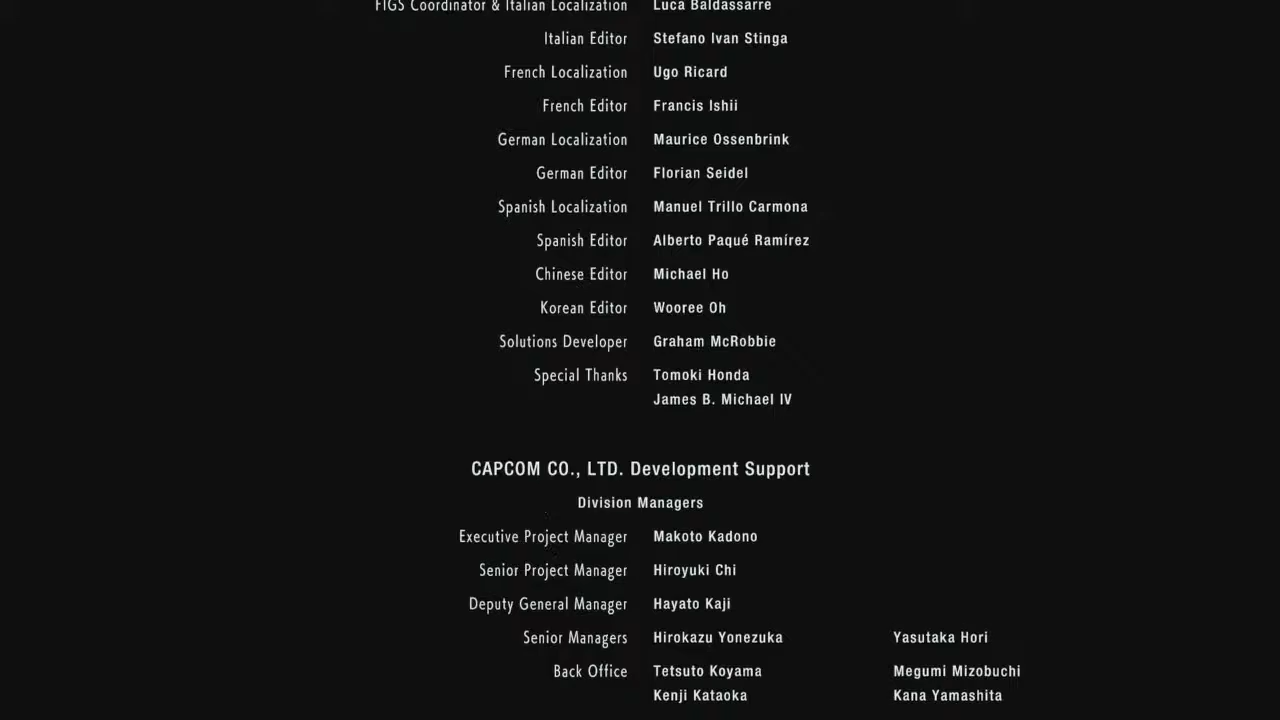 FIGS Coordinator & Italian Localization Luca Baldassarre
Italian Editor Stefano Ivan Stinga
French Localization Ugo Ricard
French Editor Francis Ishii
German Localization Maurice Ossenbrink
German Editor Florian Seidel
Spanish Localization Manuel Trillo Carmona
Spanish Editor Alberto Paqué Ramírez
Chinese Editor Michael Ho
Korean Editor Wooree Oh
Solutions Developer Graham McRobbie
Special Thanks Tomoki Honda
James B. Michael IV
CAPCOM CO., LTD. Development Support
Division Managers
Executive Project Manager Makoto Kadono
Senior Project Manager Hiroyuki Chi
Deputy General Manager Hayato Kaji
Senior Managers Hirokazu Yonezuka Yasutaka Hori
Back Office Tetsuto Koyama Megumi Mizobuchi
Kenji Kataoka Kana Yamashita